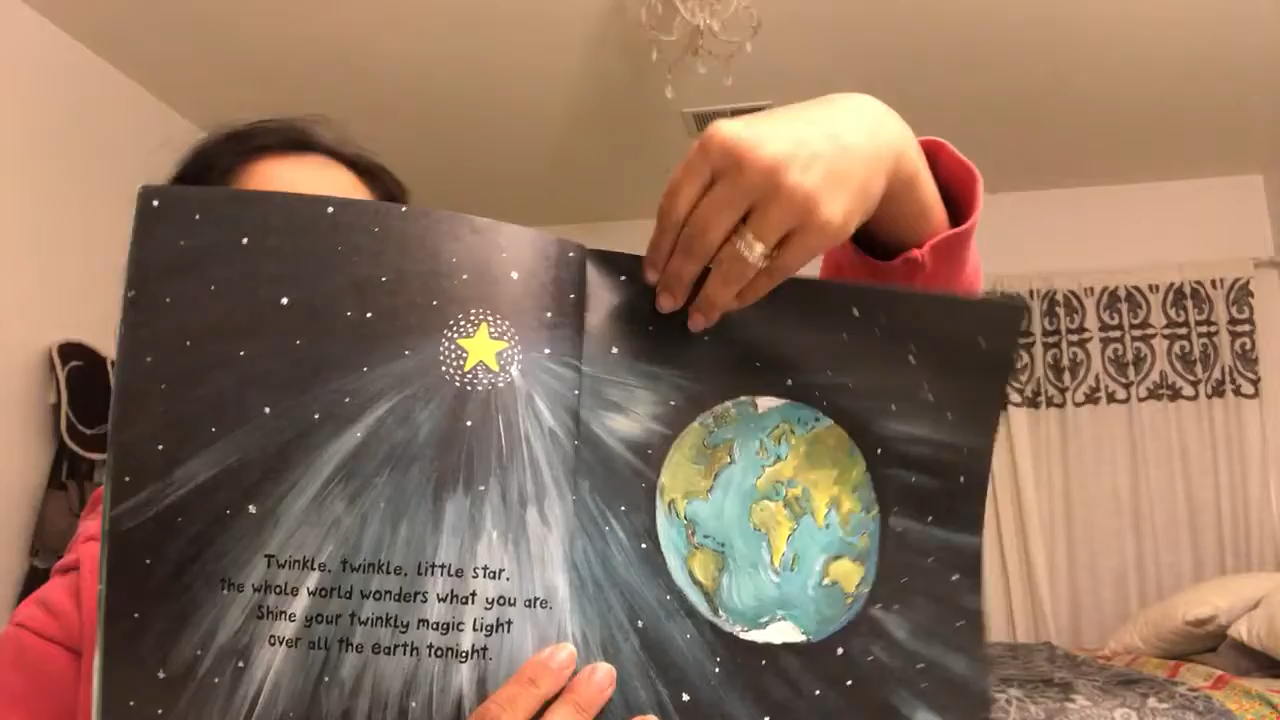 Twinkle, twinkle, little star,
the whole world wonders what you are.
Shine your twinkly magic light
over all the earth tonight.